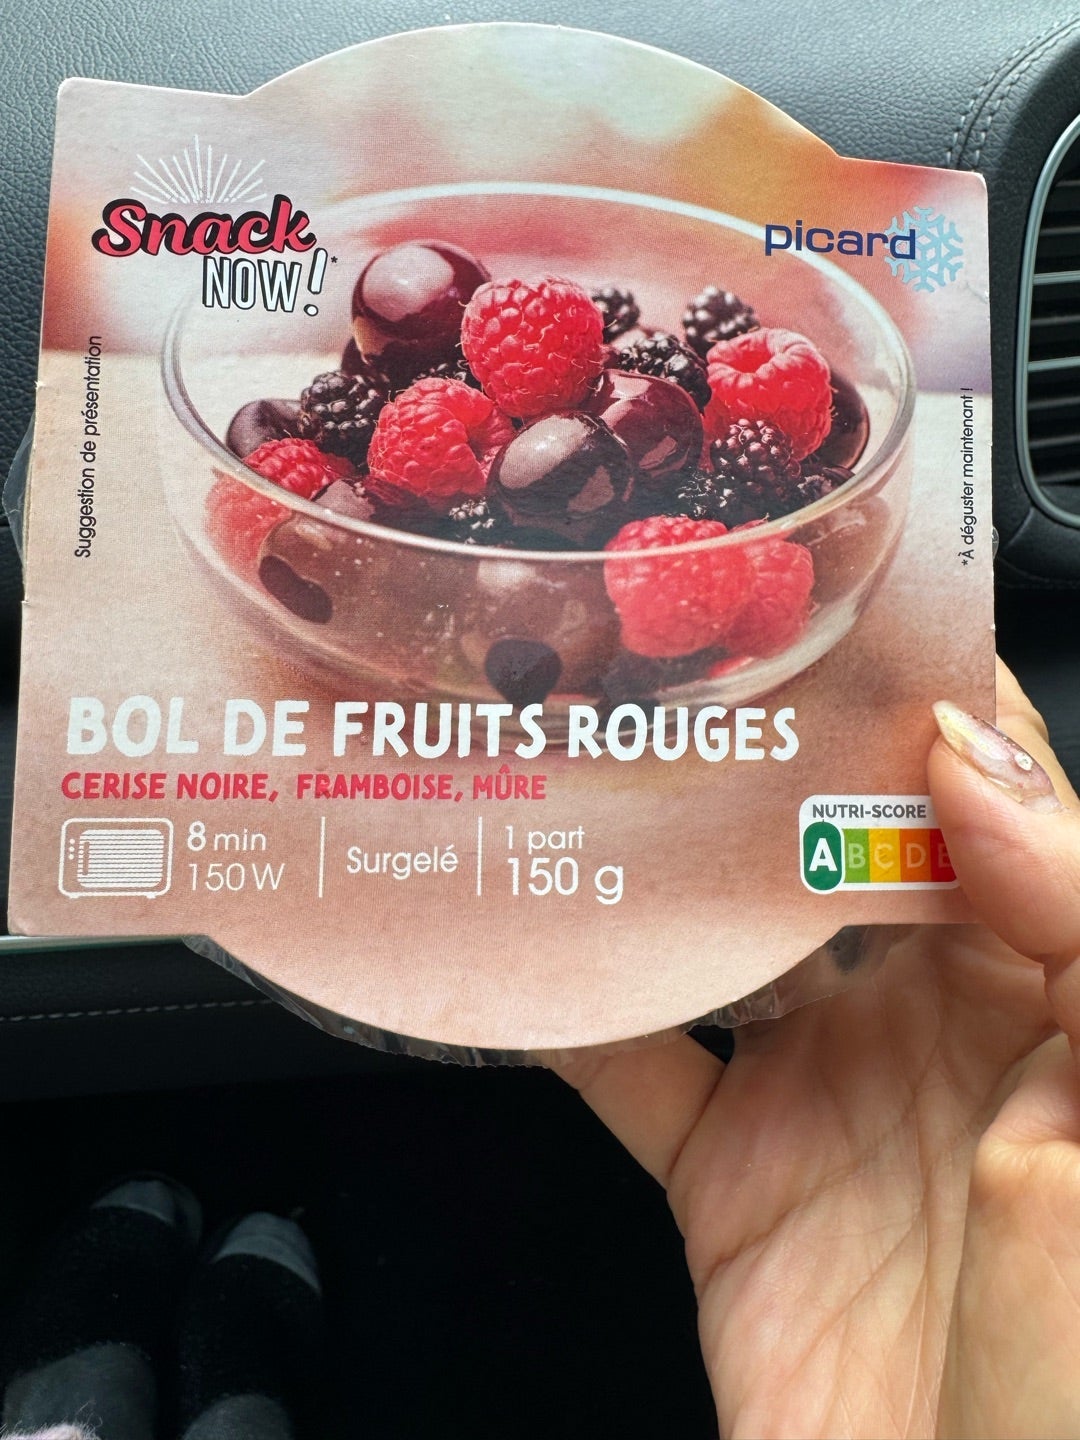 Snack
NOW!*
picard
Suggestion de présentation
*À déguster maintenant !
BOL DE FRUITS ROUGES
CERISE NOIRE, FRAMBOISE, MÛRE
8 min
150 W
Surgelé
1 part
150 g
NUTRI-SCORE
A B C D E